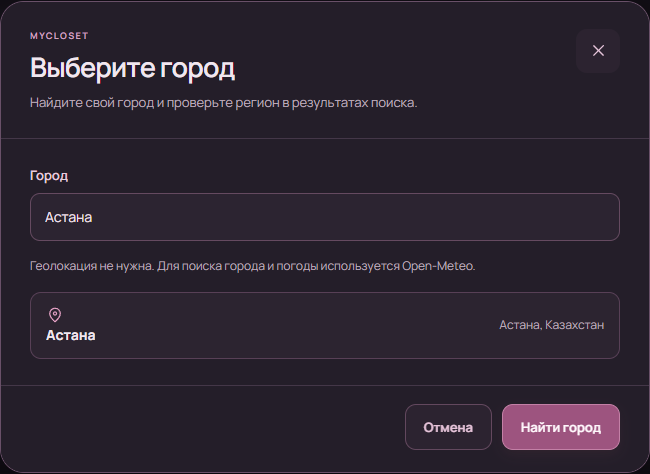 MYCLOSET
Выберите город
Найдите свой город и проверьте регион в результатах поиска.
Город
Астана
Геолокация не нужна. Для поиска города и погоды используется Open-Meteo.
Астана
Астана, Казахстан
Отмена
Найти город